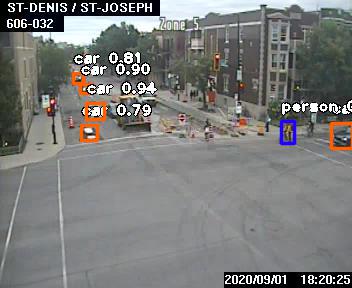 ST-DENIS / ST-JOSEPH
606-032
Zone 5
car 0.81
car 0.90
car 0.94
car 0.79
person
2020/09/01 18:20:25